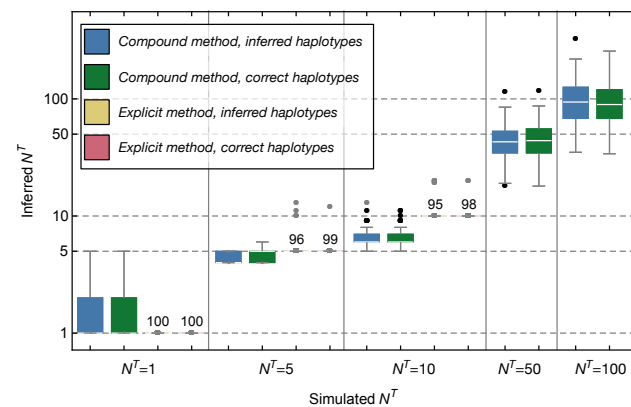 Compound method, inferred haplotypes
Compound method, correct haplotypes
Explicit method, inferred haplotypes
Explicit method, correct haplotypes
Inferred N^T
100
50
10
5
1
100 100
96 99
95 98
N^T=1 N^T=5 N^T=10 N^T=50 N^T=100
Simulated N^T